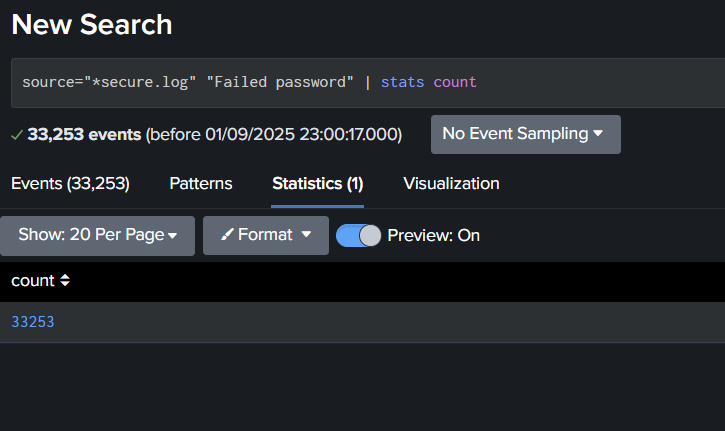 New Search
source="*secure.log" "Failed password" | stats count
33,253 events (before 01/09/2025 23:00:17.000) No Event Sampling
Events (33,253) Patterns Statistics (1) Visualization
Show: 20 Per Page Format Preview: On
count
33253